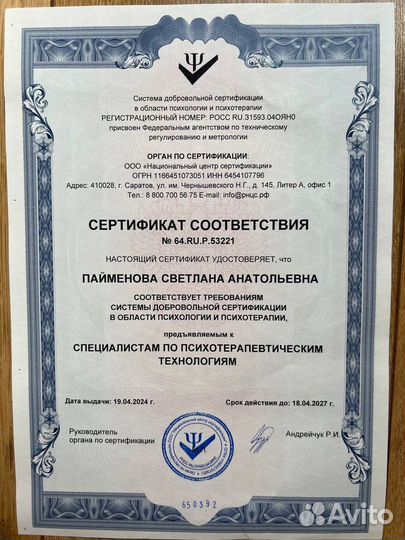 Система добровольной сертификации
в области психологии и психотерапии
РЕГИСТРАЦИОННЫЙ НОМЕР: РОСС RU.31593.04ОЯН0
присвоен Федеральным агентством по техническому
регулированию и метрологии
ОРГАН ПО СЕРТИФИКАЦИИ:
ООО «Национальный центр сертификации»
ОГРН 1166451073051 ИНН 6454107796
Адрес: 410028, г. Саратов, ул. им. Чернышевского Н.Г., д. 145, Литер А, офис 1
Тел.: 8 800 700 56 75 E-mail: info@рнцс.рф
СЕРТИФИКАТ СООТВЕТСТВИЯ
№ 64.RU.P.53221
НАСТОЯЩИЙ СЕРТИФИКАТ УДОСТОВЕРЯЕТ, что
ПАЙМЕНОВА СВЕТЛАНА АНАТОЛЬЕВНА
СООТВЕТСТВУЕТ ТРЕБОВАНИЯМ
СИСТЕМЫ ДОБРОВОЛЬНОЙ СЕРТИФИКАЦИИ
В ОБЛАСТИ ПСИХОЛОГИИ И ПСИХОТЕРАПИИ,
предъявляемым к
СПЕЦИАЛИСТАМ ПО ПСИХОТЕРАПЕВТИЧЕСКИМ
ТЕХНОЛОГИЯМ
Дата выдачи: 19.04.2024 г.
Срок действия до: 18.04.2027 г.
Руководитель
органа по сертификации
Андрейчук Р.И.
650392
Avito